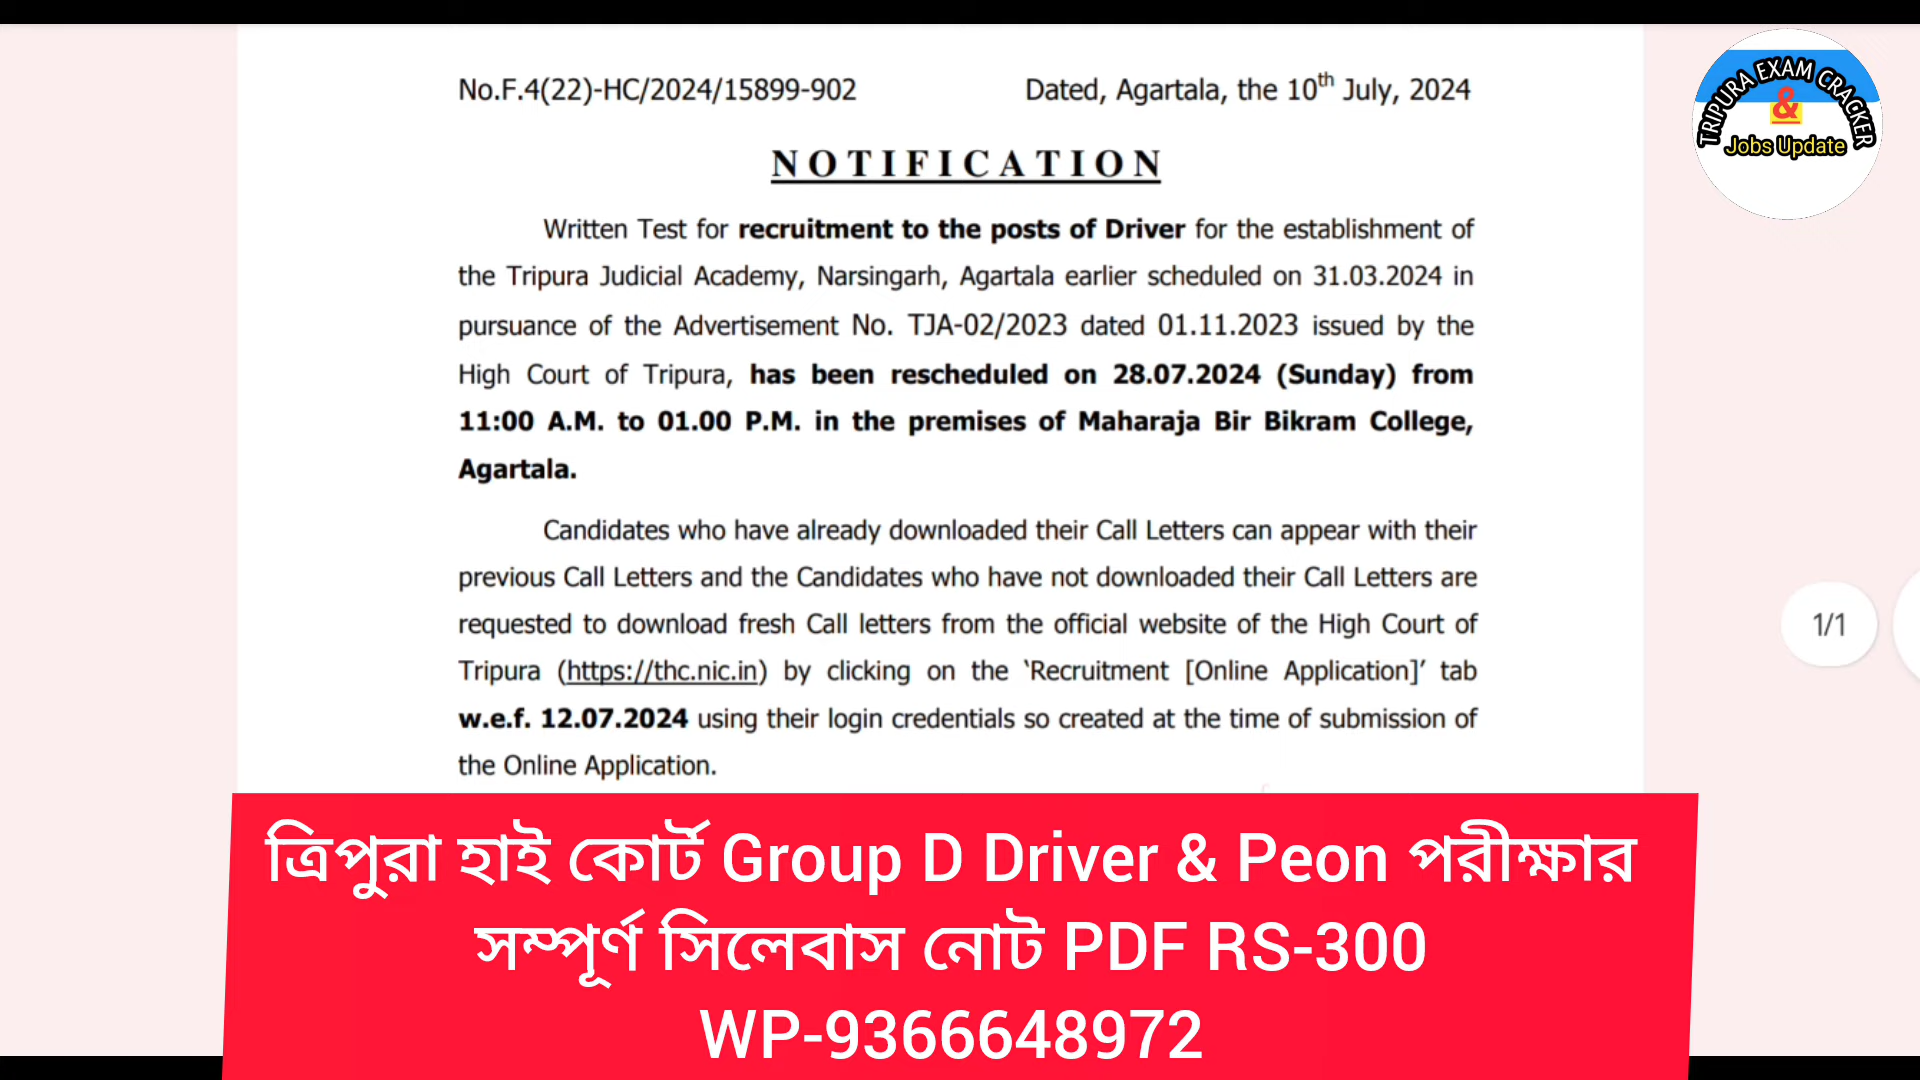 No.F.4(22)-HC/2024/15899-902 Dated, Agartala, the 10th July, 2024
TRIPURA EXAM CRACKER
&
Jobs Update
NOTIFICATION
Written Test for recruitment to the posts of Driver for the establishment of
the Tripura Judicial Academy, Narsingarh, Agartala earlier scheduled on 31.03.2024 in
pursuance of the Advertisement No. TJA-02/2023 dated 01.11.2023 issued by the
High Court of Tripura, has been rescheduled on 28.07.2024 (Sunday) from
11:00 A.M. to 01.00 P.M. in the premises of Maharaja Bir Bikram College,
Agartala.
Candidates who have already downloaded their Call Letters can appear with their
previous Call Letters and the Candidates who have not downloaded their Call Letters are
requested to download fresh Call letters from the official website of the High Court of
Tripura (https://thc.nic.in) by clicking on the ‘Recruitment [Online Application]’ tab
w.e.f. 12.07.2024 using their login credentials so created at the time of submission of
the Online Application.
1/1
ত্রিপুরা হাই কোর্ট Group D Driver & Peon পরীক্ষার
সম্পূর্ণ সিলেবাস নোট PDF RS-300
WP-9366648972